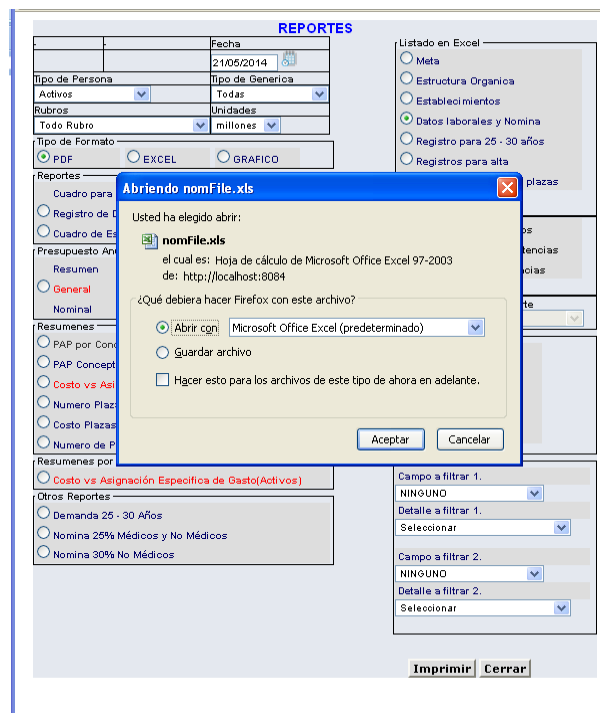 REPORTES
-
-
Fecha
21/05/2014
Tipo de Persona
Tipo de Generica
Activos
Todas
Rubros
Unidades
Todo Rubro
millones
Tipo de Formato
PDF
EXCEL
GRAFICO
Reportes
Cuadro para
Registro de D
Cuadro de Es
Presupuesto An
Resumen
General
Nominal
Resumenes
PAP por Conc
PAP Concept
Costo vs Asi
Numero Plaz
Costo Plazas
Numero de P
Resumenes por
Costo vs Asignación Especifica de Gasto(Activos)
Otros Reportes
Demanda 25 - 30 Años
Nomina 25% Médicos y No Médicos
Nomina 30% No Médicos
Listado en Excel
Meta
Estructura Organica
Establecimientos
Datos laborales y Nomina
Registro para 25 - 30 años
Registros para alta
plazas
os
tencias
cias
rte
Campo a filtrar 1.
NINGUNO
Detalle a filtrar 1.
Seleccionar
Campo a filtrar 2.
NINGUNO
Detalle a filtrar 2.
Seleccionar
Imprimir
Cerrar
Abriendo nomFile.xls
Usted ha elegido abrir:
nomFile.xls
el cual es: Hoja de cálculo de Microsoft Office Excel 97-2003
de: http://localhost:8084
¿Qué debiera hacer Firefox con este archivo?
Abrir con
Microsoft Office Excel (predeterminado)
Guardar archivo
Hacer esto para los archivos de este tipo de ahora en adelante.
Aceptar
Cancelar